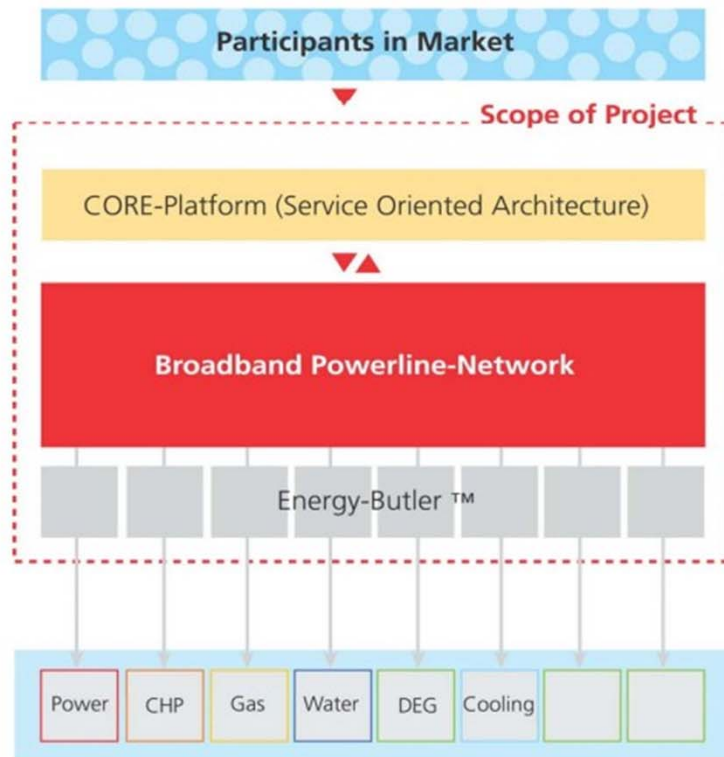 Participants in Market
Scope of Project
CORE-Platform (Service Oriented Architecture)
Broadband Powerline-Network
Energy-Butler ™
Power
CHP
Gas
Water
DEG
Cooling